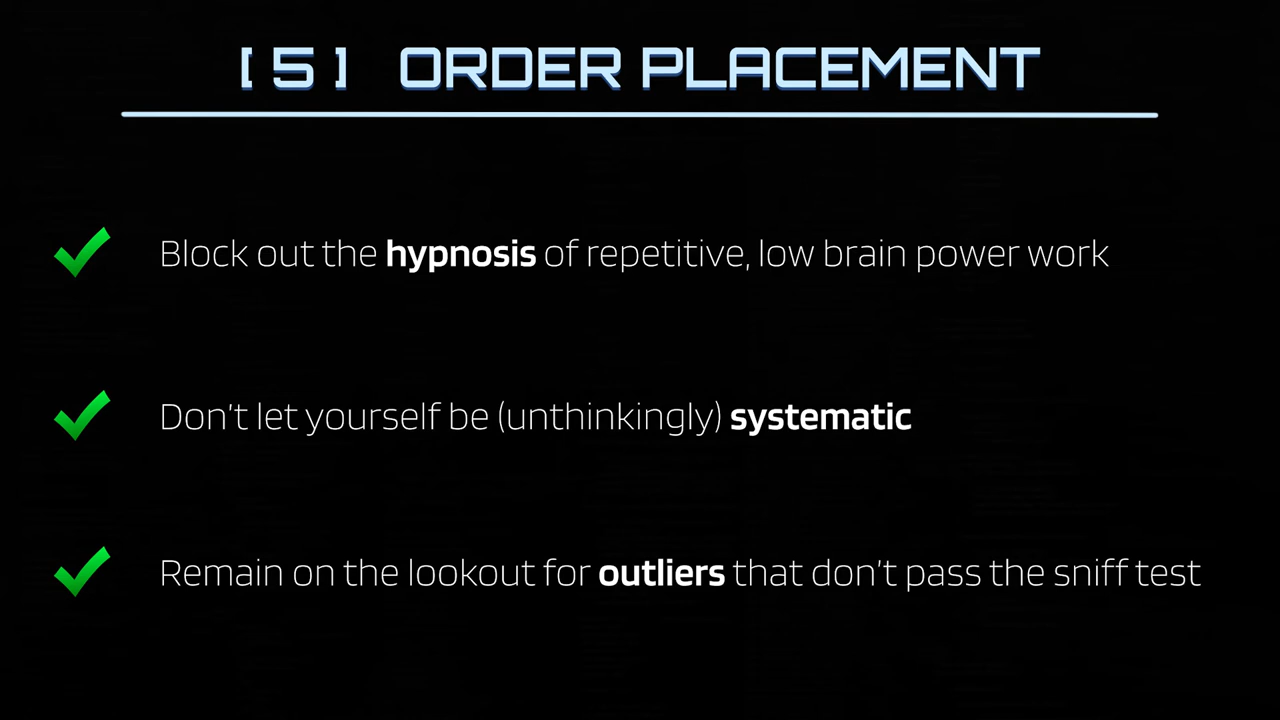 [ 5 ] ORDER PLACEMENT
Block out the hypnosis of repetitive, low brain power work
Don't let yourself be (unthinkingly) systematic
Remain on the lookout for outliers that don't pass the sniff test